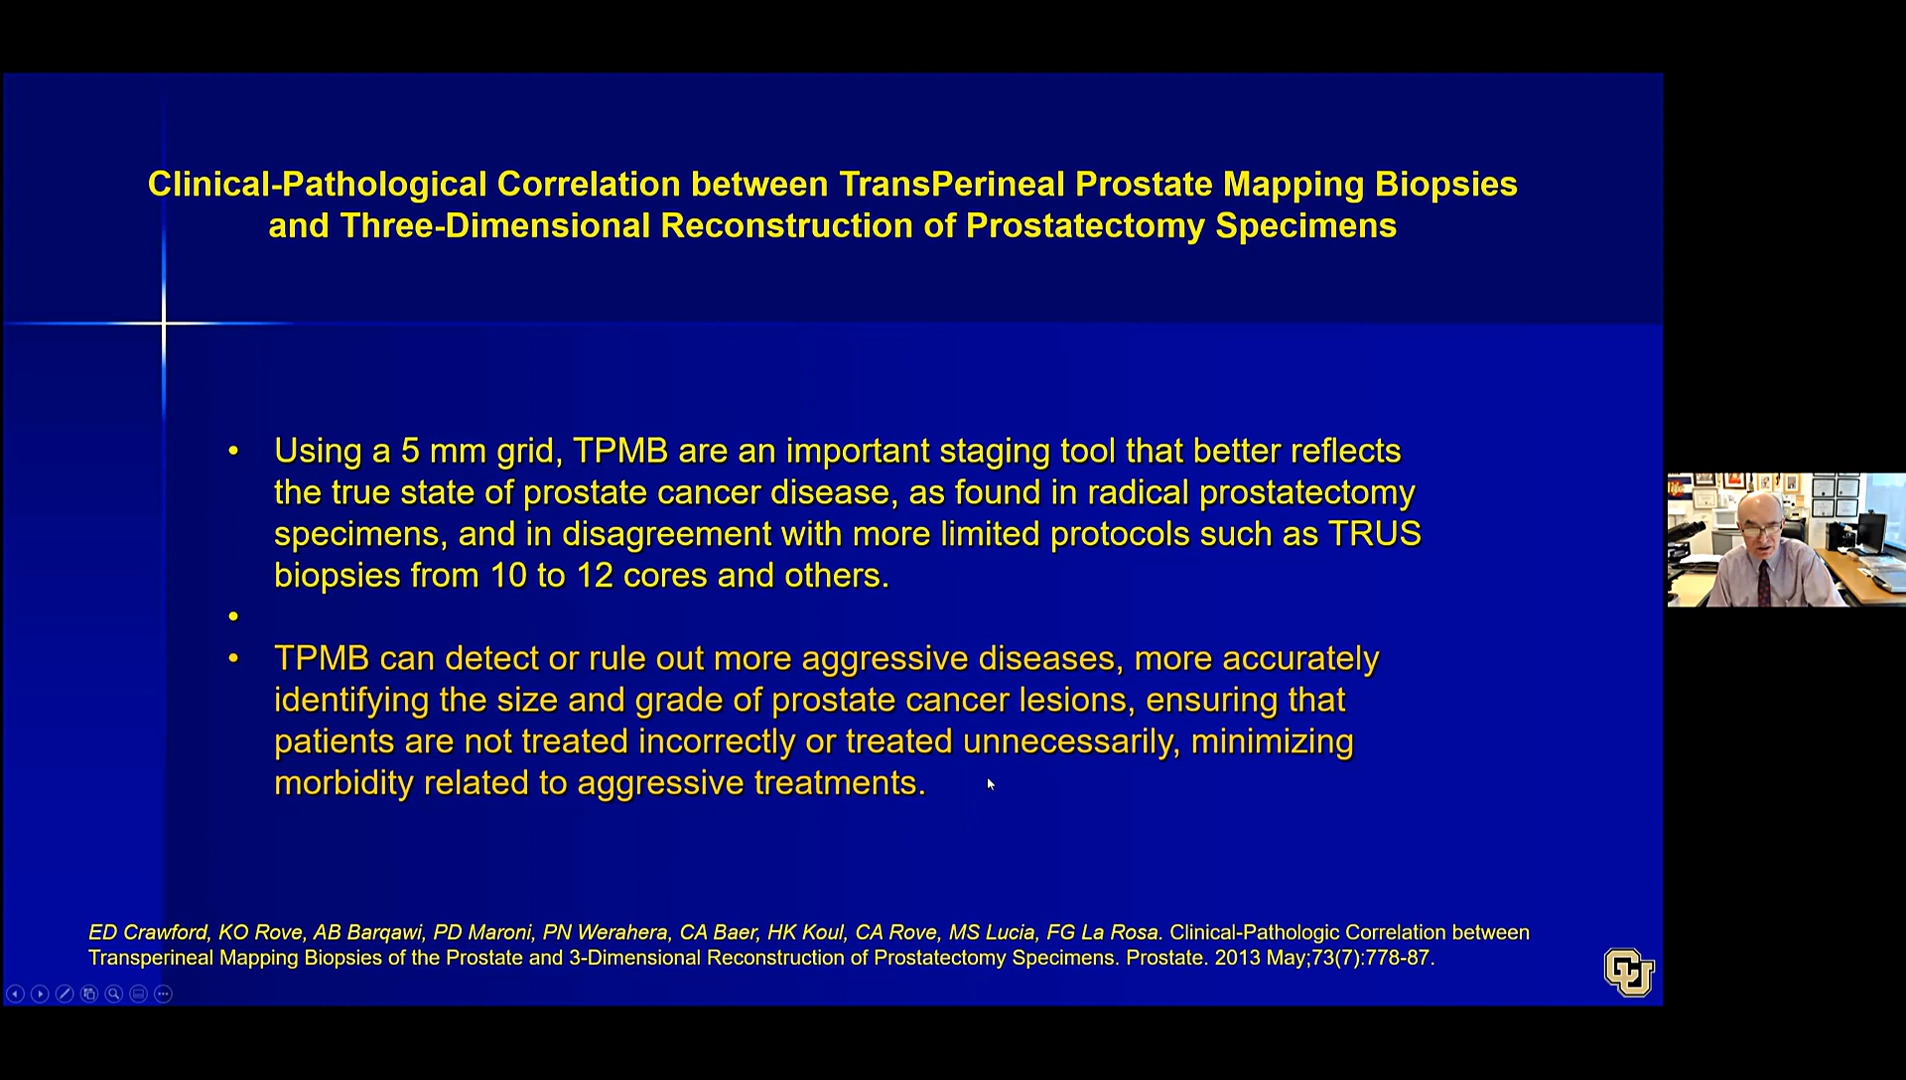 Clinical-Pathological Correlation between TransPerineal Prostate Mapping Biopsies
and Three-Dimensional Reconstruction of Prostatectomy Specimens
• Using a 5 mm grid, TPMB are an important staging tool that better reflects
the true state of prostate cancer disease, as found in radical prostatectomy
specimens, and in disagreement with more limited protocols such as TRUS
biopsies from 10 to 12 cores and others.
•
• TPMB can detect or rule out more aggressive diseases, more accurately
identifying the size and grade of prostate cancer lesions, ensuring that
patients are not treated incorrectly or treated unnecessarily, minimizing
morbidity related to aggressive treatments.
ED Crawford, KO Rove, AB Barqawi, PD Maroni, PN Werahera, CA Baer, HK Koul, CA Rove, MS Lucia, FG La Rosa. Clinical-Pathologic Correlation between
Transperineal Mapping Biopsies of the Prostate and 3-Dimensional Reconstruction of Prostatectomy Specimens. Prostate. 2013 May;73(7):778-87.
CU